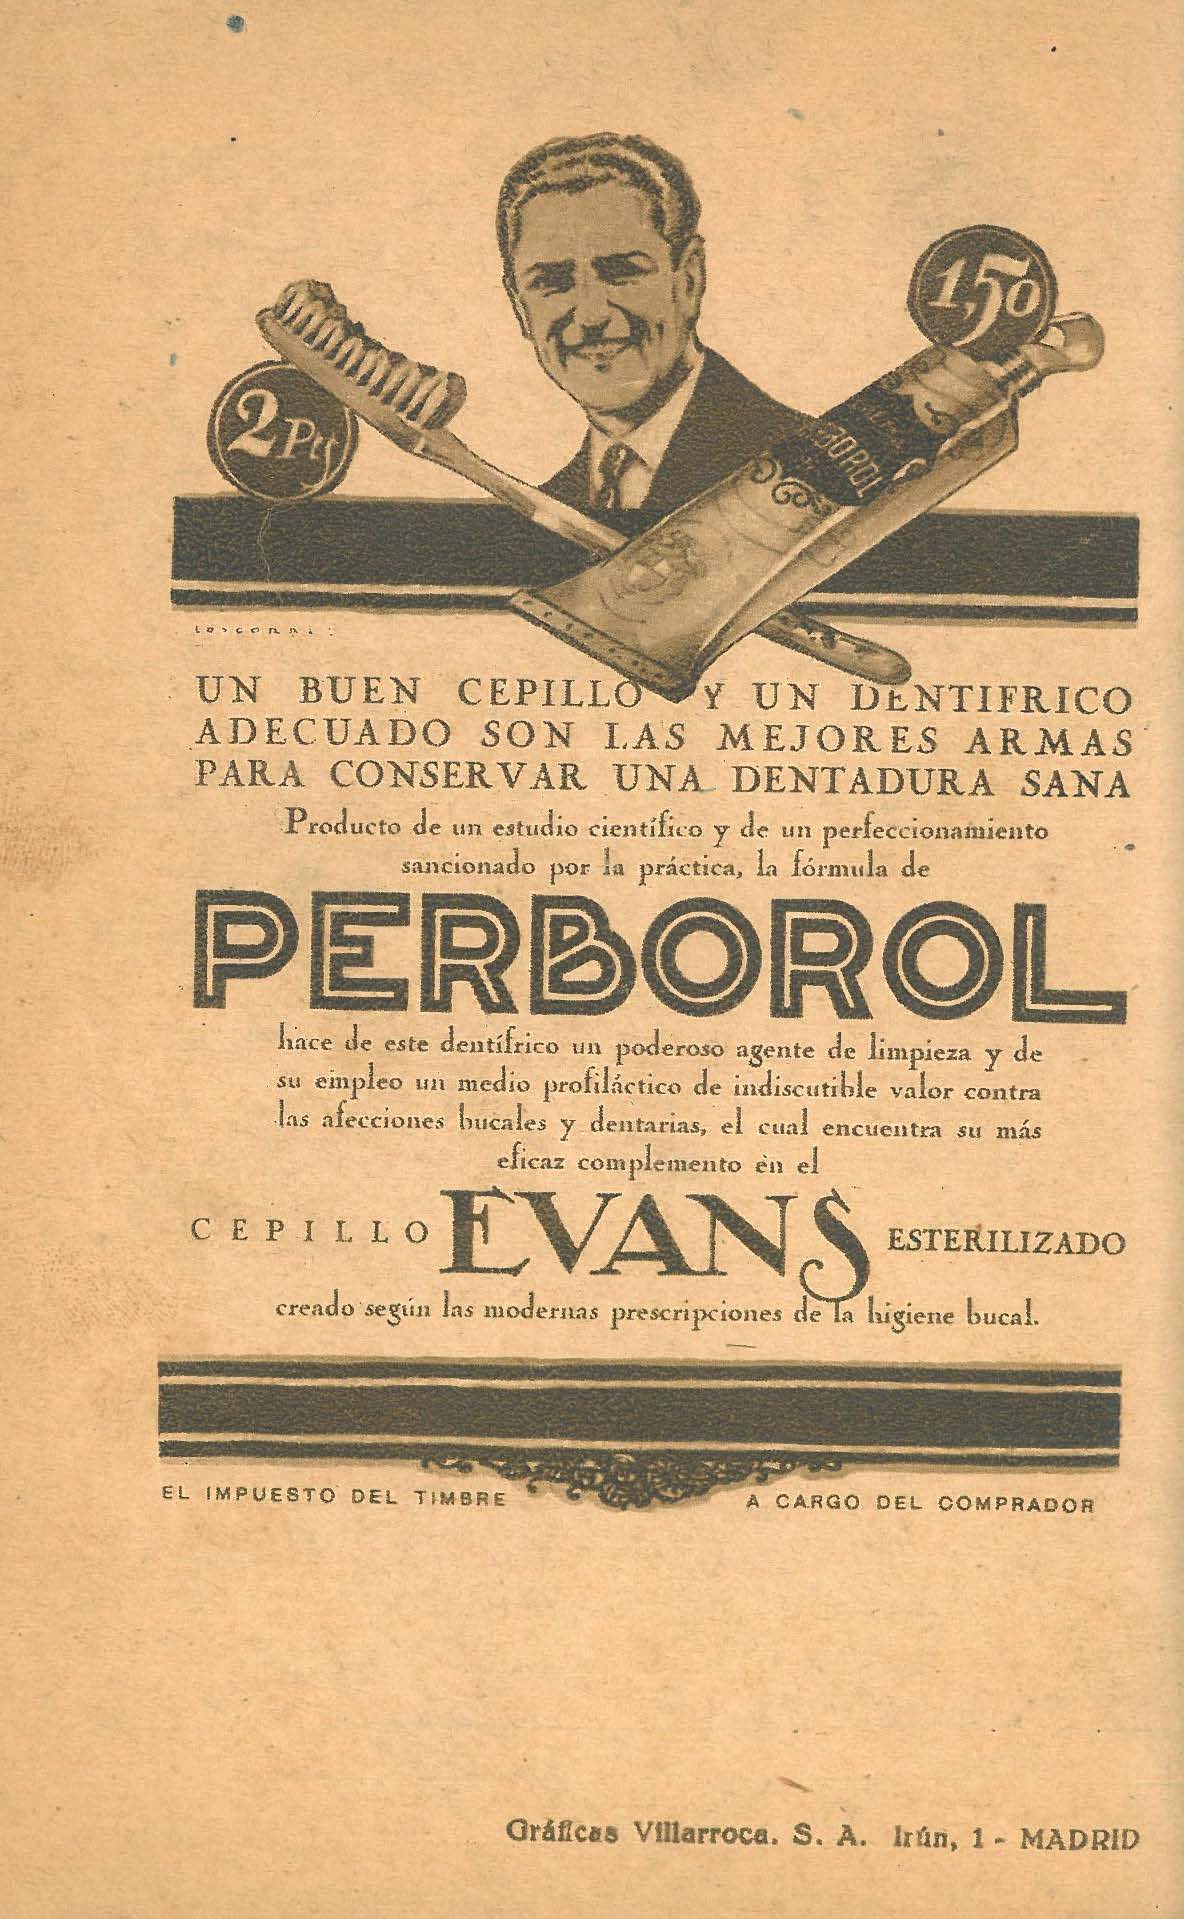 2 Pts
1,50
PERBOROL
UN BUEN CEPILLO Y UN DENTIFRICO
ADECUADO SON LAS MEJORES ARMAS
PARA CONSERVAR UNA DENTADURA SANA
Producto de un estudio científico y de un perfeccionamiento
sancionado por la práctica, la fórmula de
PERBOROL
hace de este dentífrico un poderoso agente de limpieza y de
su empleo un medio profiláctico de indiscutible valor contra
las afecciones bucales y dentarias, el cual encuentra su más
eficaz complemento en el
CEPILLO EVANS ESTERILIZADO
creado según las modernas prescripciones de la higiene bucal.
EL IMPUESTO DEL TIMBRE A CARGO DEL COMPRADOR
Gráficas Villarroca. S. A. Irún, 1 - MADRID